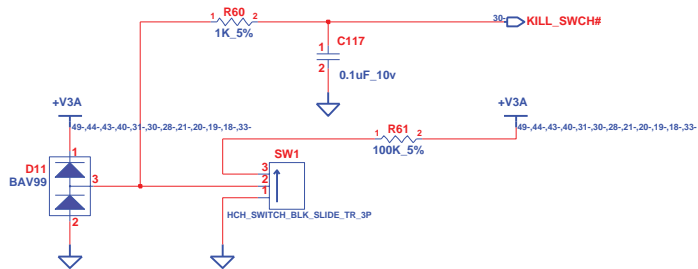 R60
1 2
1K_5%
30- KILL_SWCH#
C117
1
2
0.1uF_10v
+V3A
49-,44-,43-,40-,31-,30-,28-,21-,20-,19-,18-,33-
+V3A
49-,44-,43-,40-,31-,30-,28-,21-,20-,19-,18-,33-
R61
1 2
100K_5%
SW1
3
2
1
HCH_SWITCH_BLK_SLIDE_TR_3P
D11
BAV99
1
3
2